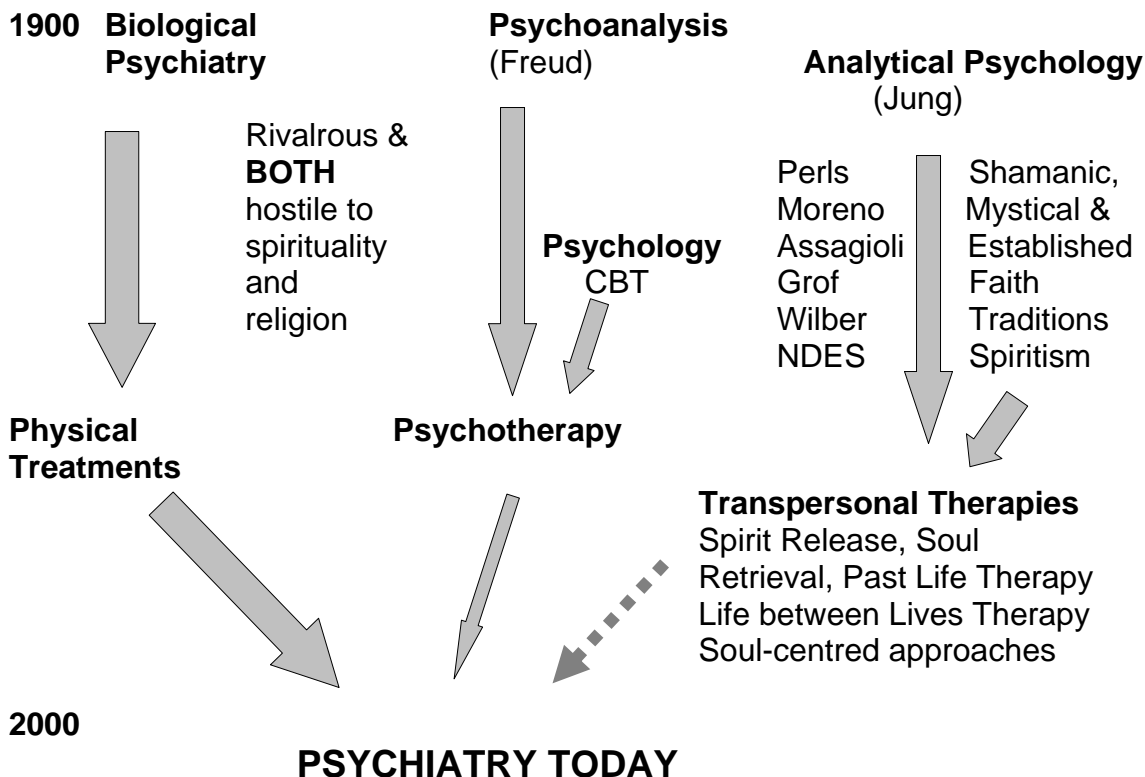 1900 Biological
Psychiatry
Psychoanalysis
(Freud)
Analytical Psychology
(Jung)
Rivalrous &
BOTH
hostile to
spirituality
and
religion
Psychology
CBT
Perls
Moreno
Assagioli
Grof
Wilber
NDES
Shamanic,
Mystical &
Established
Faith
Traditions
Spiritism
Physical
Treatments
Psychotherapy
Transpersonal Therapies
Spirit Release, Soul
Retrieval, Past Life Therapy
Life between Lives Therapy
Soul-centred approaches
2000
PSYCHIATRY TODAY